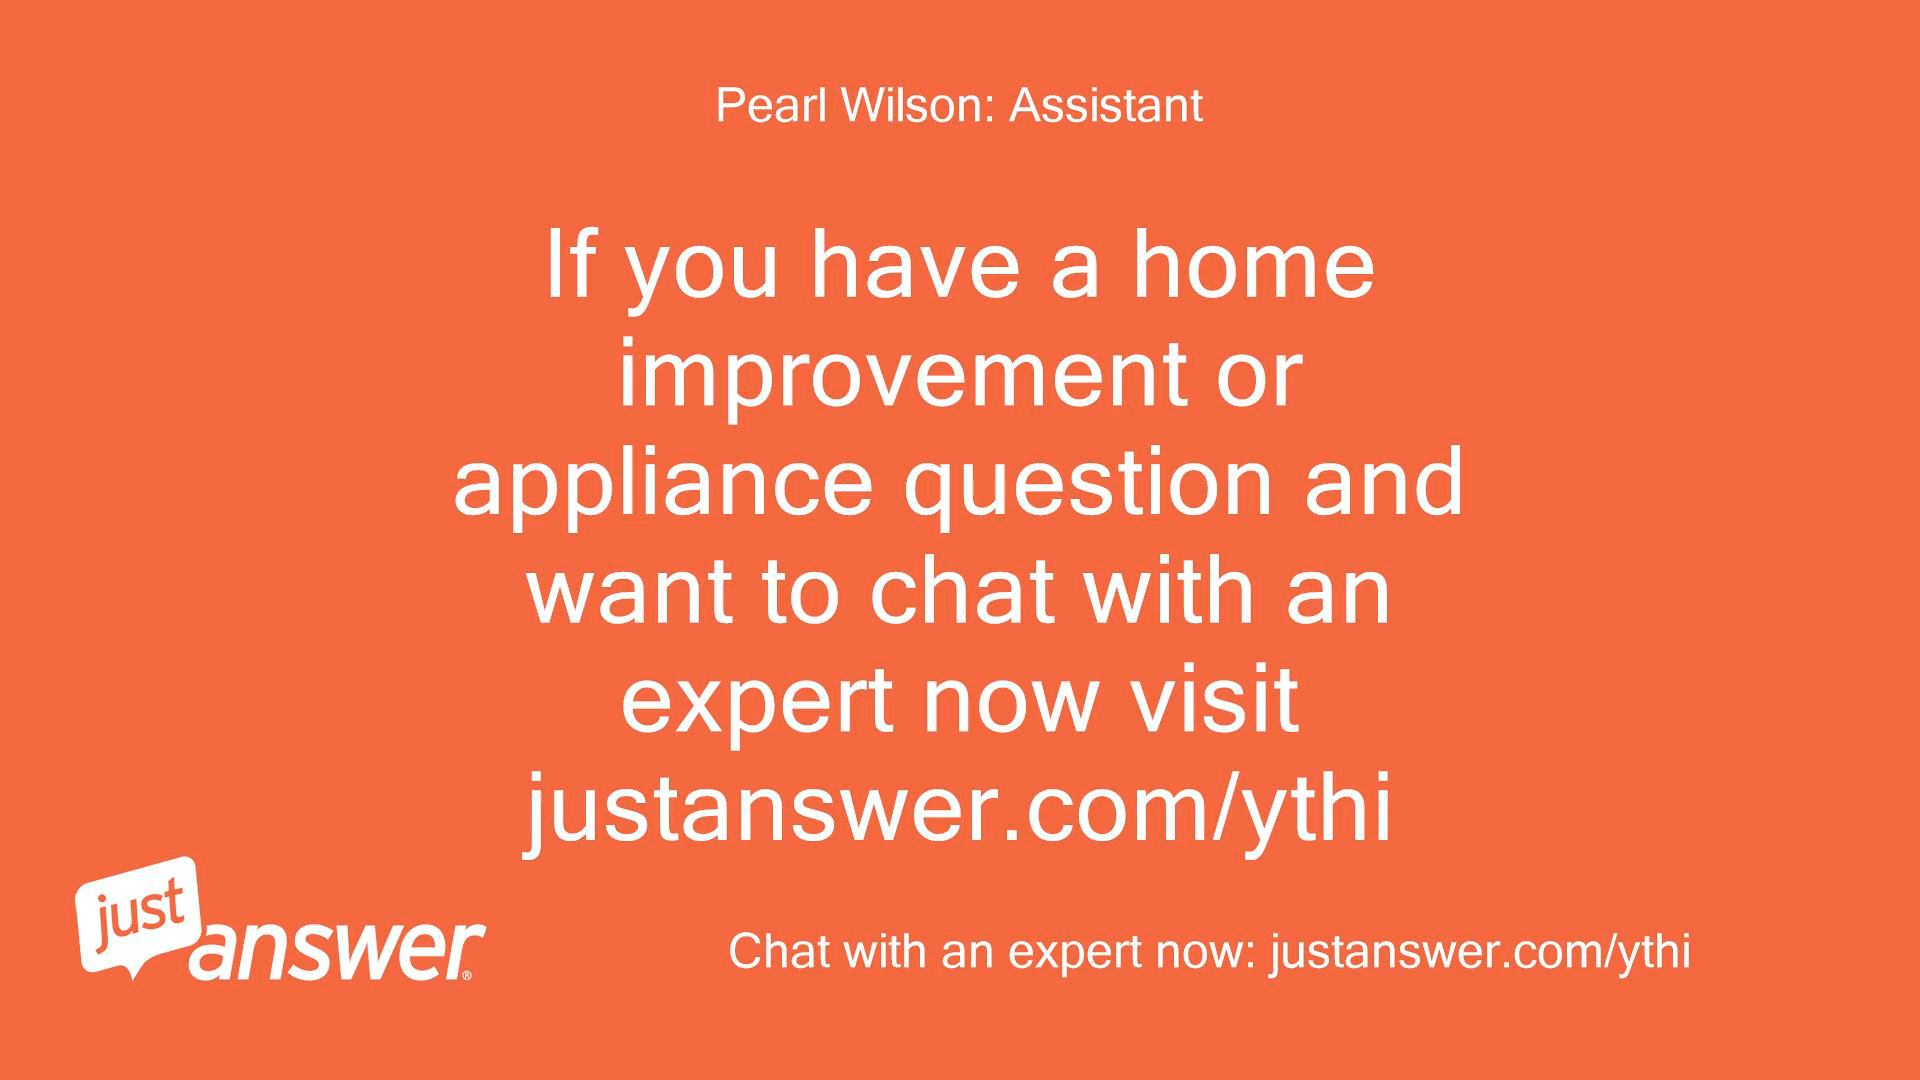 Pearl Wilson: Assistant
If you have a home
improvement or
appliance question and
want to chat with an
expert now visit
justanswer.com/ythi
just
answer®
Chat with an expert now: justanswer.com/ythi